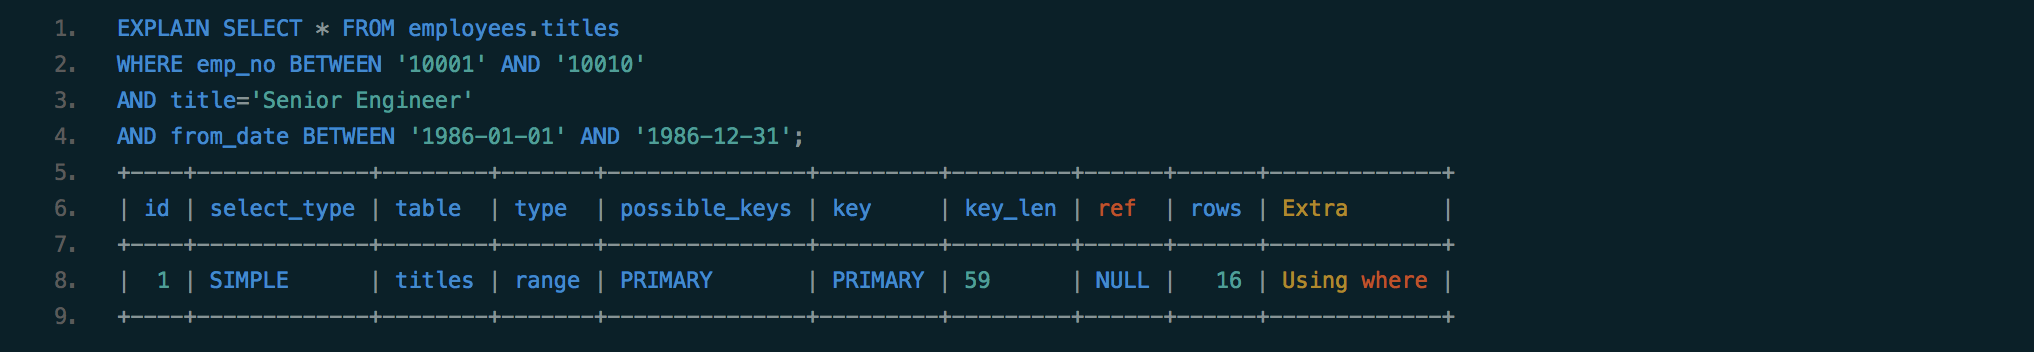 1. EXPLAIN SELECT * FROM employees.titles
2. WHERE emp_no BETWEEN '10001' AND '10010'
3. AND title='Senior Engineer'
4. AND from_date BETWEEN '1986-01-01' AND '1986-12-31';
5. +----+-------------+--------+-------+---------------+---------+---------+------+------+-------------+
6. | id | select_type | table  | type  | possible_keys | key     | key_len | ref  | rows | Extra       |
7. +----+-------------+--------+-------+---------------+---------+---------+------+------+-------------+
8. |  1 | SIMPLE      | titles | range | PRIMARY       | PRIMARY | 59      | NULL |   16 | Using where |
9. +----+-------------+--------+-------+---------------+---------+---------+------+------+-------------+